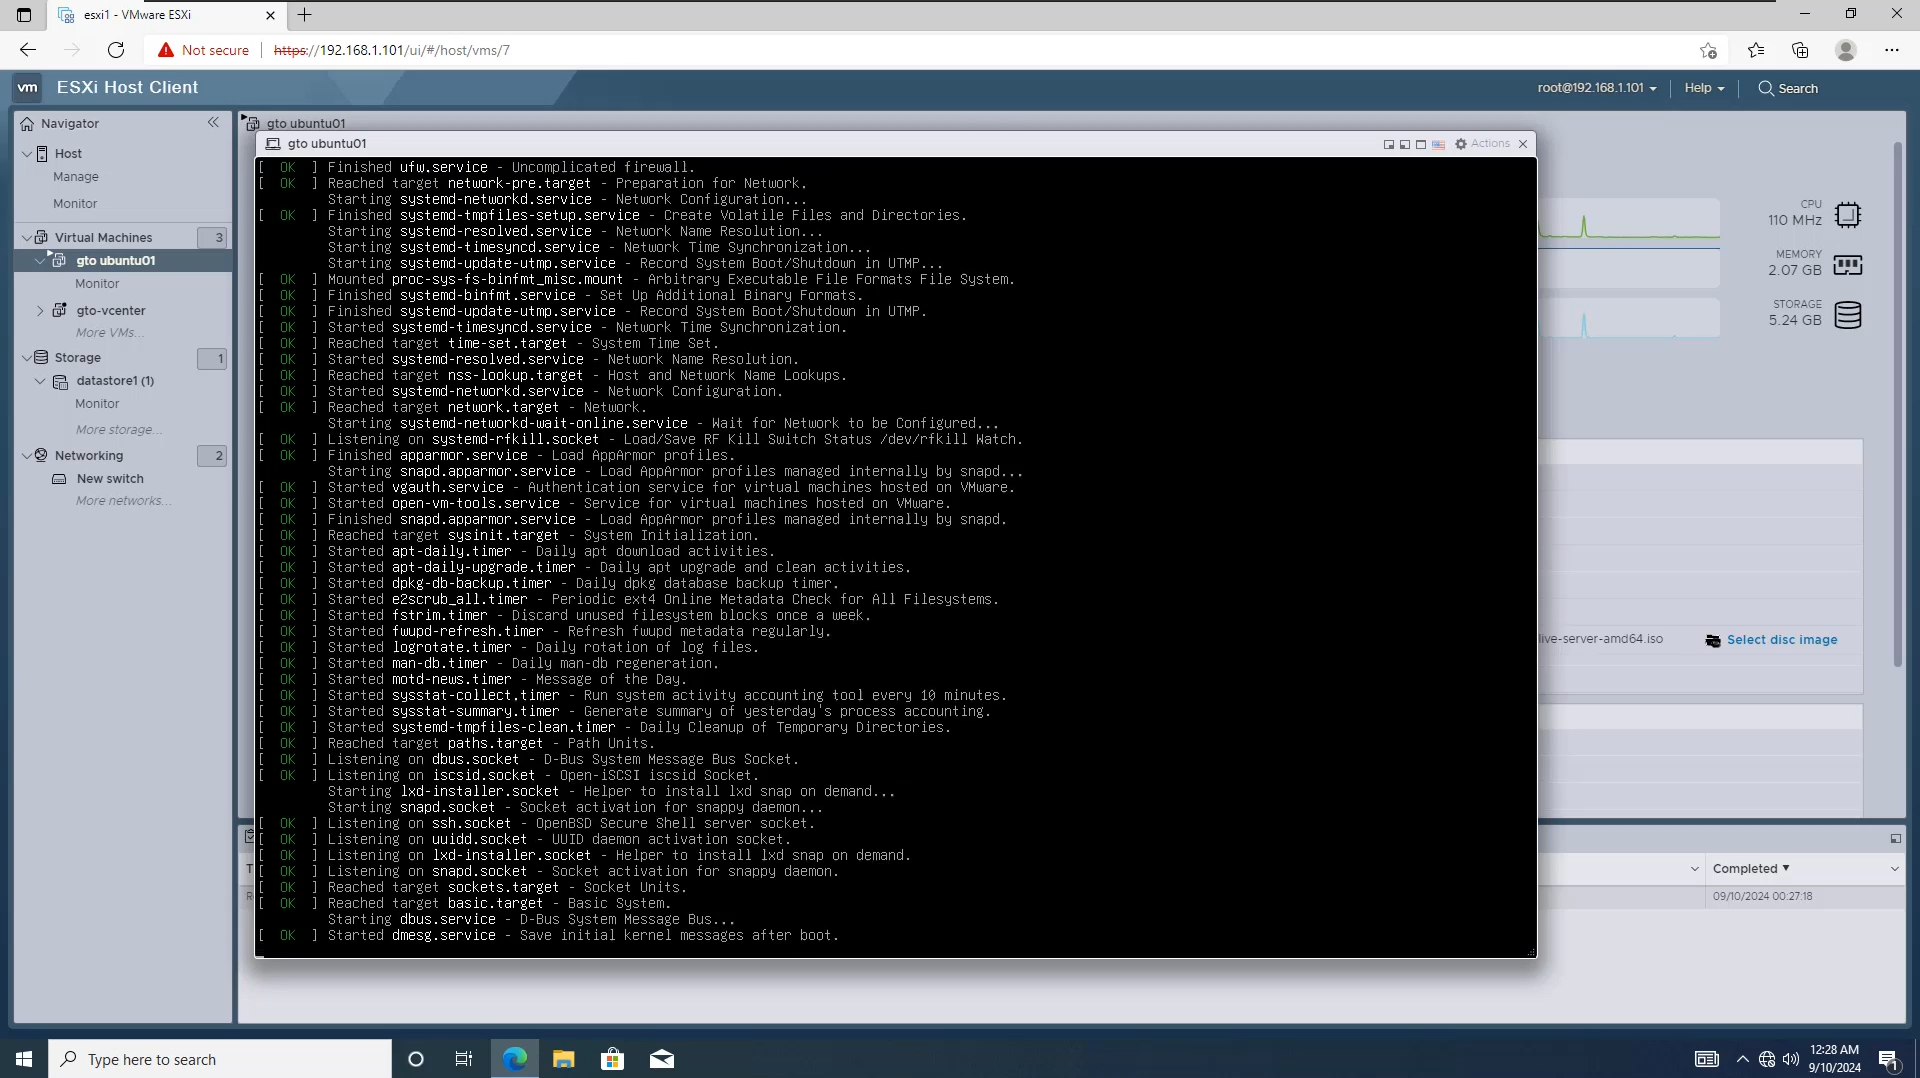 esxi1 - VMware ESXi
Not secure
https://192.168.1.101/ui/#/host/vms/7
vm
ESXi Host Client
root@192.168.1.101
Help
Search
Navigator
Host
Manage
Monitor
Virtual Machines
3
gto ubuntu01
Monitor
gto-vcenter
More VMs...
Storage
1
datastore1 (1)
Monitor
More storage...
Networking
2
New switch
More networks...
gto ubuntu01
gto ubuntu01
Actions
[  OK  ] Finished ufw.service - Uncomplicated firewall.
[  OK  ] Reached target network-pre.target - Preparation for Network.
Starting systemd-networkd.service - Network Configuration...
[  OK  ] Finished systemd-tmpfiles-setup.service - Create Volatile Files and Directories.
Starting systemd-resolved.service - Network Name Resolution...
Starting systemd-timesyncd.service - Network Time Synchronization...
Starting systemd-update-utmp.service - Record System Boot/Shutdown in UTMP...
[  OK  ] Mounted proc-sys-fs-binfmt_misc.mount - Arbitrary Executable File Formats File System.
[  OK  ] Finished systemd-binfmt.service - Set Up Additional Binary Formats.
[  OK  ] Finished systemd-update-utmp.service - Record System Boot/Shutdown in UTMP.
[  OK  ] Started systemd-timesyncd.service - Network Time Synchronization.
[  OK  ] Reached target time-set.target - System Time Set.
[  OK  ] Started systemd-resolved.service - Network Name Resolution.
[  OK  ] Reached target nss-lookup.target - Host and Network Name Lookups.
[  OK  ] Started systemd-networkd.service - Network Configuration.
[  OK  ] Reached target network.target - Network.
Starting systemd-networkd-wait-online.service - Wait for Network to be Configured...
[  OK  ] Listening on systemd-rfkill.socket - Load/Save RF Kill Switch Status /dev/rfkill Watch.
[  OK  ] Finished apparmor.service - Load AppArmor profiles.
Starting snapd.apparmor.service - Load AppArmor profiles managed internally by snapd...
[  OK  ] Started vgauth.service - Authentication service for virtual machines hosted on VMware.
[  OK  ] Started open-vm-tools.service - Service for virtual machines hosted on VMware.
[  OK  ] Finished snapd.apparmor.service - Load AppArmor profiles managed internally by snapd.
[  OK  ] Reached target sysinit.target - System Initialization.
[  OK  ] Started apt-daily.timer - Daily apt download activities.
[  OK  ] Started apt-daily-upgrade.timer - Daily apt upgrade and clean activities.
[  OK  ] Started dpkg-db-backup.timer - Daily dpkg database backup timer.
[  OK  ] Started e2scrub_all.timer - Periodic ext4 Online Metadata Check for All Filesystems.
[  OK  ] Started fstrim.timer - Discard unused filesystem blocks once a week.
[  OK  ] Started fwupd-refresh.timer - Refresh fwupd metadata regularly.
[  OK  ] Started logrotate.timer - Daily rotation of log files.
[  OK  ] Started man-db.timer - Daily man-db regeneration.
[  OK  ] Started motd-news.timer - Message of the Day.
[  OK  ] Started sysstat-collect.timer - Run system activity accounting tool every 10 minutes.
[  OK  ] Started sysstat-summary.timer - Generate summary of yesterday's process accounting.
[  OK  ] Started systemd-tmpfiles-clean.timer - Daily Cleanup of Temporary Directories.
[  OK  ] Reached target paths.target - Path Units.
[  OK  ] Listening on dbus.socket - D-Bus System Message Bus Socket.
[  OK  ] Listening on iscsid.socket - Open-iSCSI iscsid Socket.
Starting lxd-installer.socket - Helper to install lxd snap on demand...
Starting snapd.socket - Socket activation for snappy daemon...
[  OK  ] Listening on ssh.socket - OpenBSD Secure Shell server socket.
[  OK  ] Listening on uuidd.socket - UUID daemon activation socket.
[  OK  ] Listening on lxd-installer.socket - Helper to install lxd snap on demand.
[  OK  ] Listening on snapd.socket - Socket activation for snappy daemon.
[  OK  ] Reached target sockets.target - Socket Units.
[  OK  ] Reached target basic.target - Basic System.
Starting dbus.service - D-Bus System Message Bus...
[  OK  ] Started dmesg.service - Save initial kernel messages after boot.
CPU
110 MHz
MEMORY
2.07 GB
STORAGE
5.24 GB
live-server-amd64.iso
Select disc image
Completed
09/10/2024 00:27:18
Type here to search
12:28 AM
9/10/2024
1